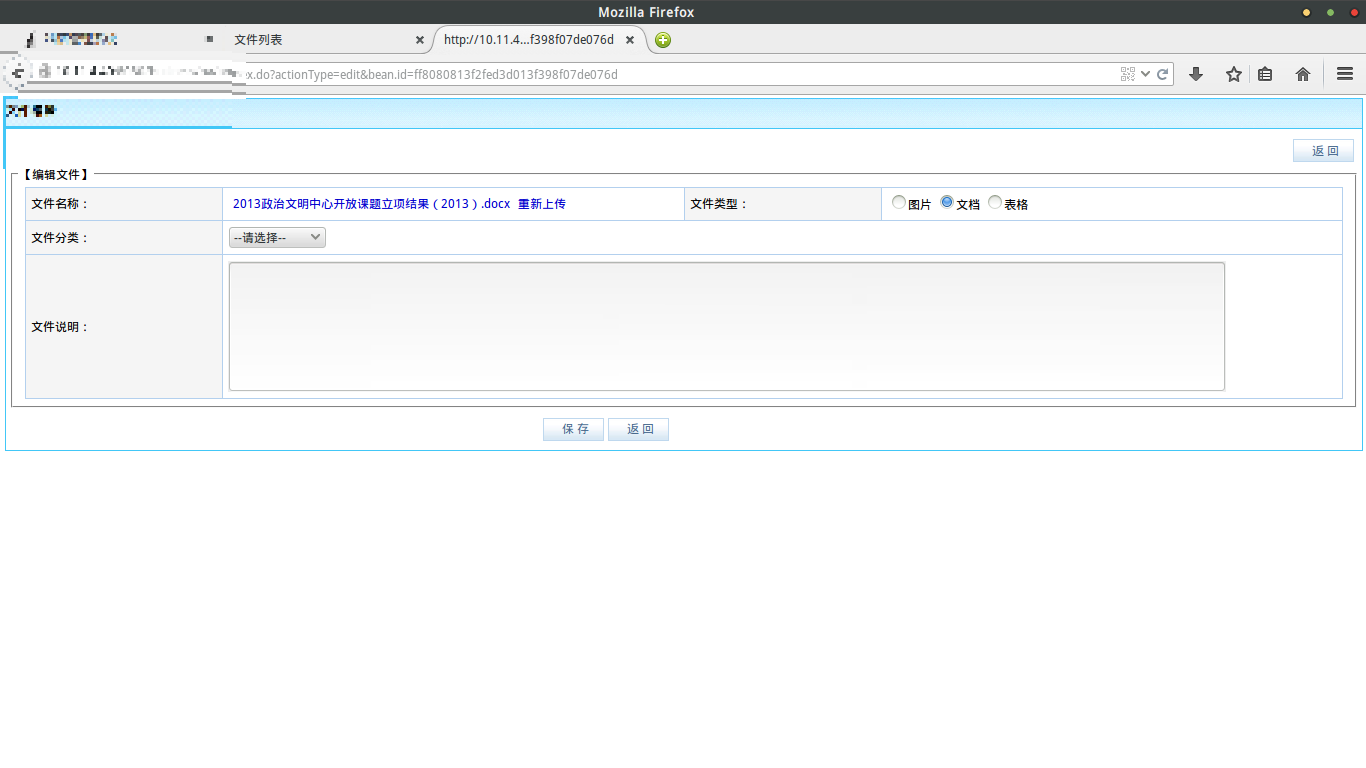 Mozilla Firefox
文件列表
http://10.11.4...f398f07de076d
x.do?actionType=edit&bean.id=ff8080813f2fed3d013f398f07de076d
返 回
【编辑文件】
文件名称： 2013政治文明中心开放课题立项结果（2013）.docx 重新上传 文件类型： 图片 文档 表格
文件分类： --请选择--
文件说明：
保 存 返 回